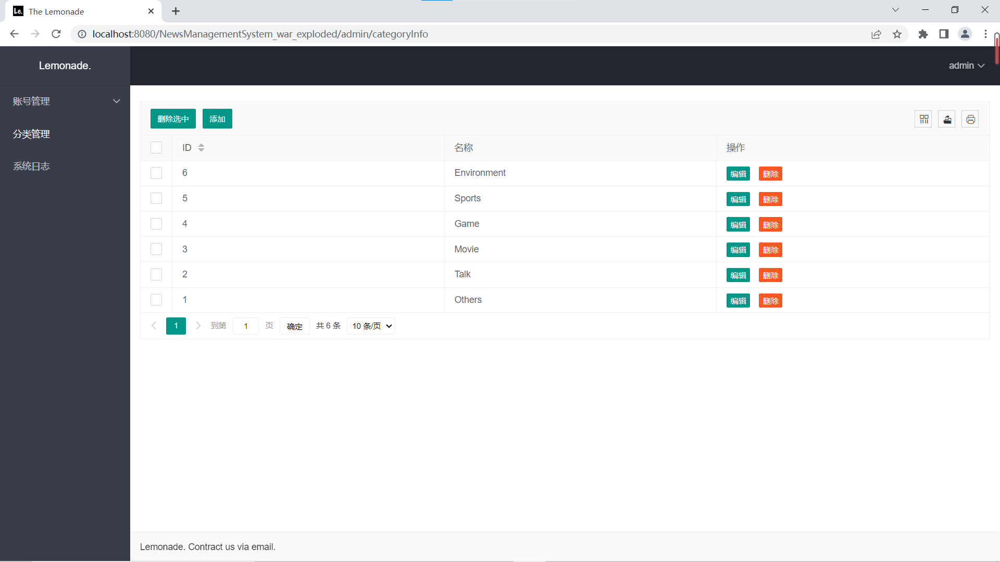 Le. The Lemonade
localhost:8080/NewsManagementSystem_war_exploded/admin/categoryInfo
Lemonade.
admin
账号管理
分类管理
系统日志
删除选中 添加
ID 名称 操作
6 Environment 编辑 删除
5 Sports 编辑 删除
4 Game 编辑 删除
3 Movie 编辑 删除
2 Talk 编辑 删除
1 Others 编辑 删除
1 到第 1 页 确定 共 6 条 10 条/页
Lemonade. Contract us via email.